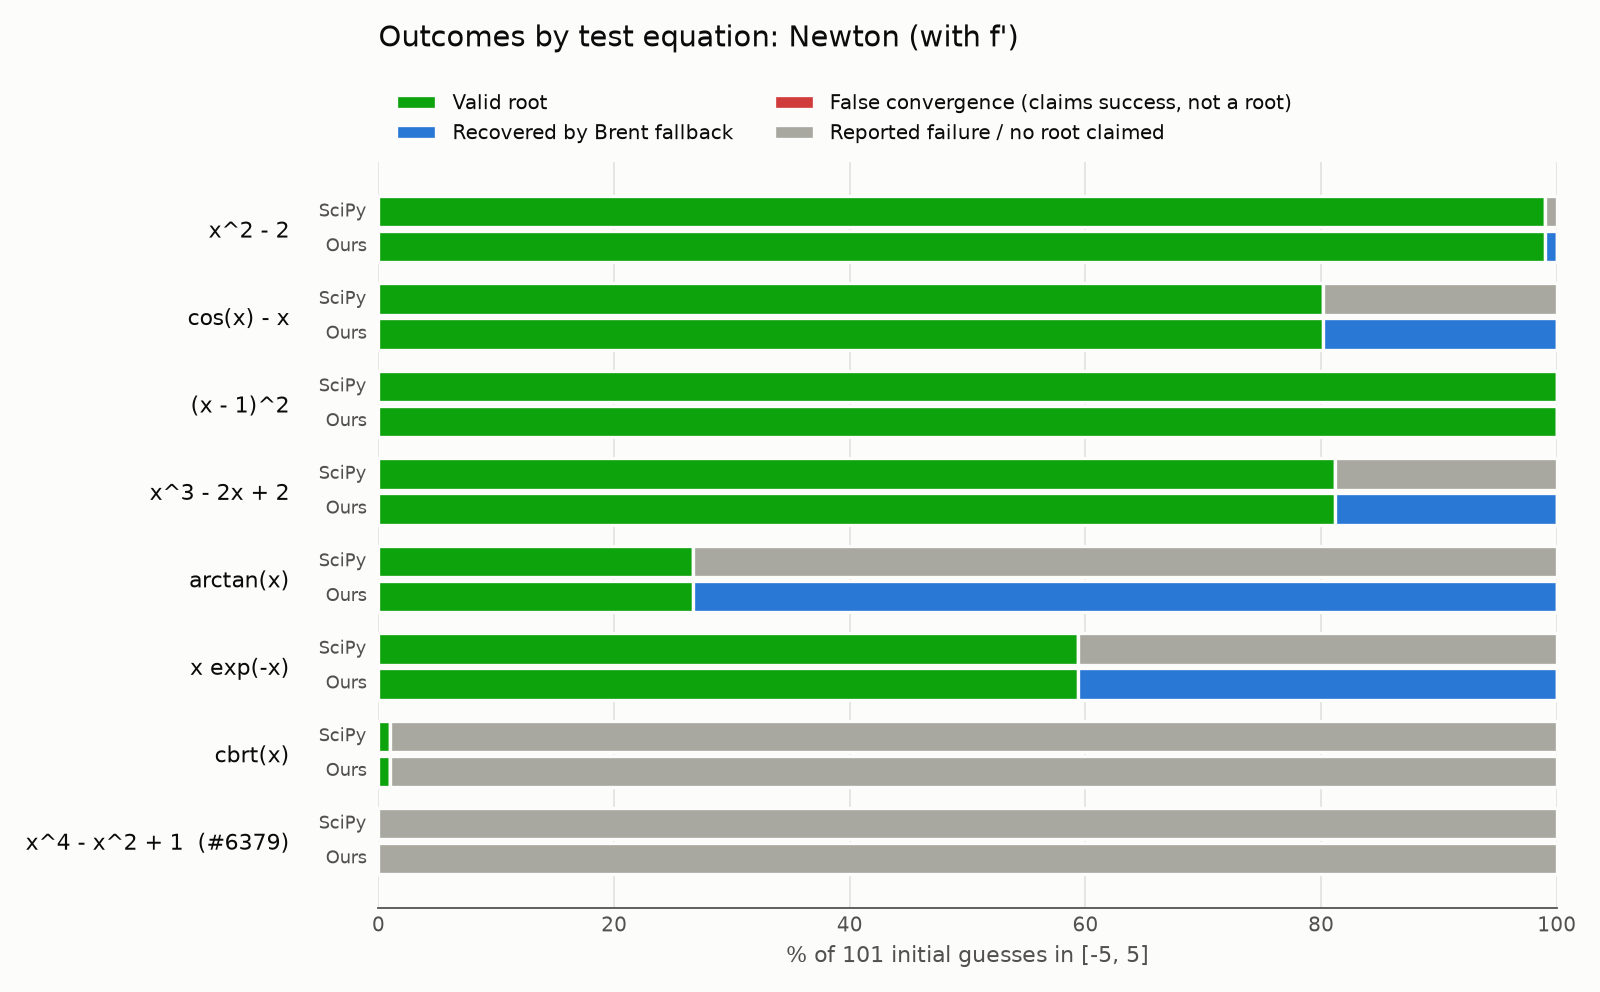 Outcomes by test equation: Newton (with f')
Valid root
False convergence (claims success, not a root)
Recovered by Brent fallback
Reported failure / no root claimed
x^2 - 2
SciPy
Ours
cos(x) - x
SciPy
Ours
(x - 1)^2
SciPy
Ours
x^3 - 2x + 2
SciPy
Ours
arctan(x)
SciPy
Ours
x exp(-x)
SciPy
Ours
cbrt(x)
SciPy
Ours
x^4 - x^2 + 1  (#6379)
SciPy
Ours
0 20 40 60 80 100
% of 101 initial guesses in [-5, 5]